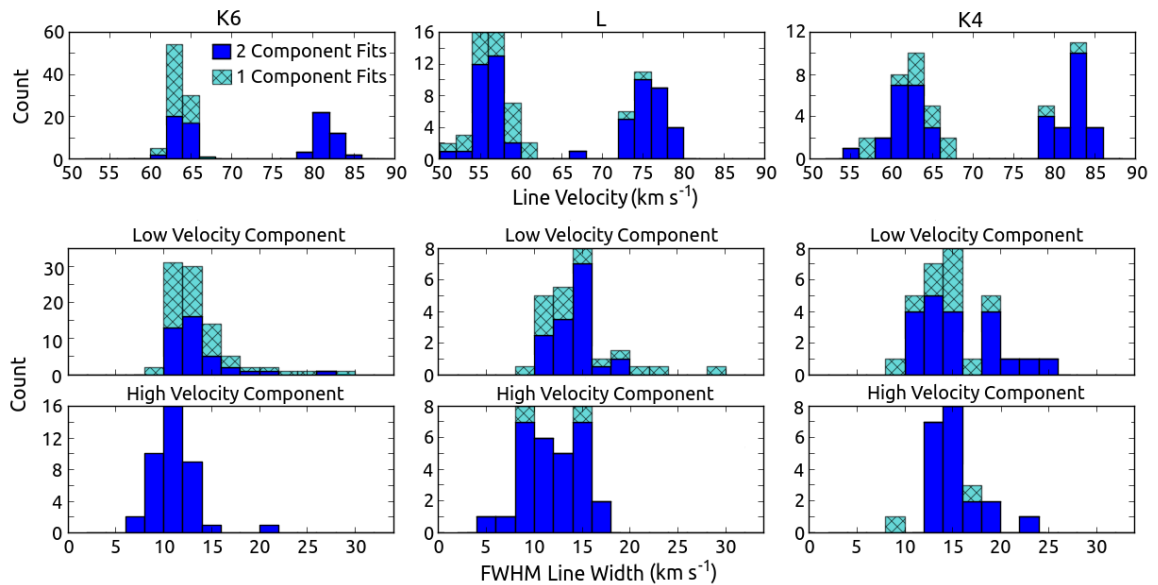 K6
L
K4
60
50
40
30
20
10
0
Count
2 Component Fits
1 Component Fits
50 55 60 65 70 75 80 85 90
16
12
8
4
0
50 55 60 65 70 75 80 85 90
12
10
8
6
4
2
0
50 55 60 65 70 75 80 85 90
Line Velocity (km s⁻¹)
Low Velocity Component
Low Velocity Component
Low Velocity Component
30
20
10
0
8
6
4
2
0
8
6
4
2
0
Count
High Velocity Component
High Velocity Component
High Velocity Component
16
12
8
4
0
8
6
4
2
0
8
6
4
2
0
0 5 10 15 20 25 30
0 5 10 15 20 25 30
0 5 10 15 20 25 30
FWHM Line Width (km s⁻¹)